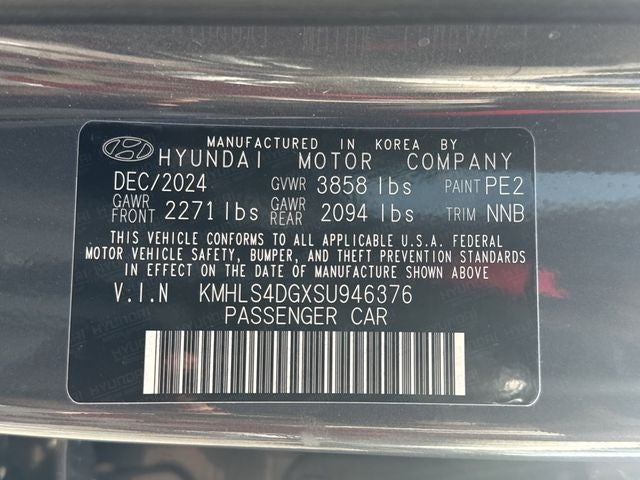 MANUFACTURED IN KOREA BY
HYUNDAI MOTOR COMPANY
DEC/2024 GVWR 3858 lbs PAINT PE2
GAWR FRONT 2271 lbs GAWR REAR 2094 lbs TRIM NNB
THIS VEHICLE CONFORMS TO ALL APPLICABLE U.S.A. FEDERAL
MOTOR VEHICLE SAFETY, BUMPER, AND THEFT PREVENTION STANDARDS
IN EFFECT ON THE DATE OF MANUFACTURE SHOWN ABOVE
V.I.N KMHLS4DGXSU946376
PASSENGER CAR